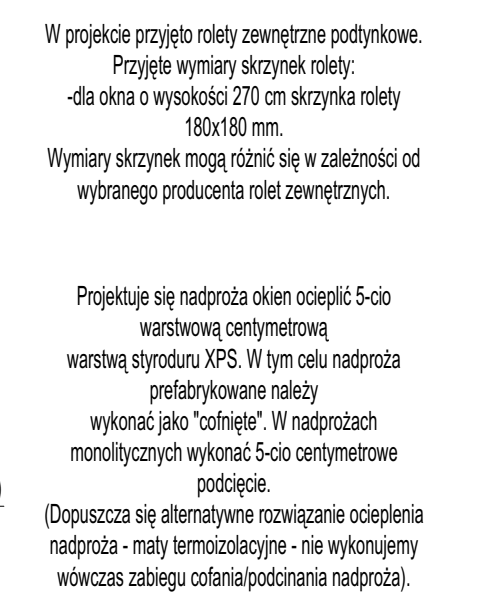 W projekcie przyjęto rolety zewnętrzne podtynkowe.
Przyjęte wymiary skrzynek rolety:
-dla okna o wysokości 270 cm skrzynka rolety
180x180 mm.
Wymiary skrzynek mogą różnić się w zależności od
wybranego producenta rolet zewnętrznych.
Projektuje się nadproża okien ocieplić 5-cio
warstwową centymetrową
warstwą styroduru XPS. W tym celu nadproża
prefabrykowane należy
wykonać jako "cofnięte". W nadprożach
monolitycznych wykonać 5-cio centymetrowe
podcięcie.
(Dopuszcza się alternatywne rozwiązanie ocieplenia
nadproża - maty termoizolacyjne - nie wykonujemy
wówczas zabiegu cofania/podcinania nadproża).